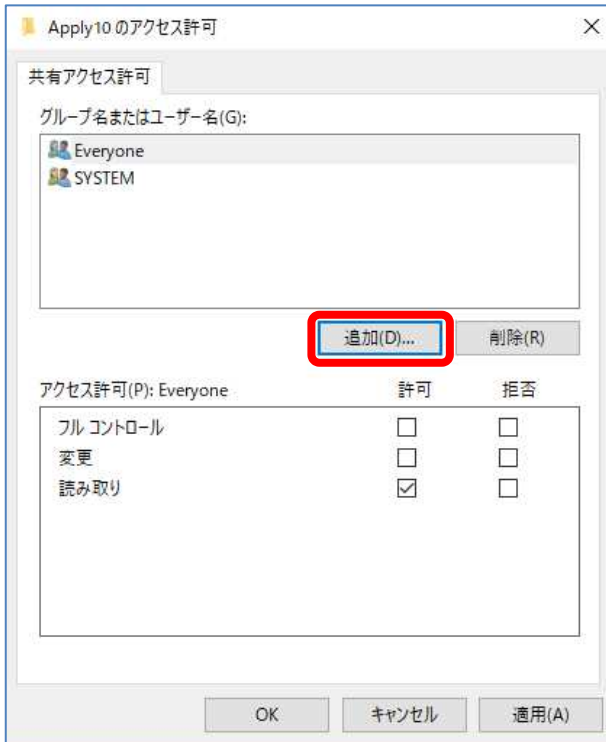 Apply10 のアクセス許可
共有アクセス許可
グループ名またはユーザー名(G):
Everyone
SYSTEM
追加(D)... 削除(R)
アクセス許可(P): Everyone 許可 拒否
フル コントロール
変更
読み取り
OK キャンセル 適用(A)